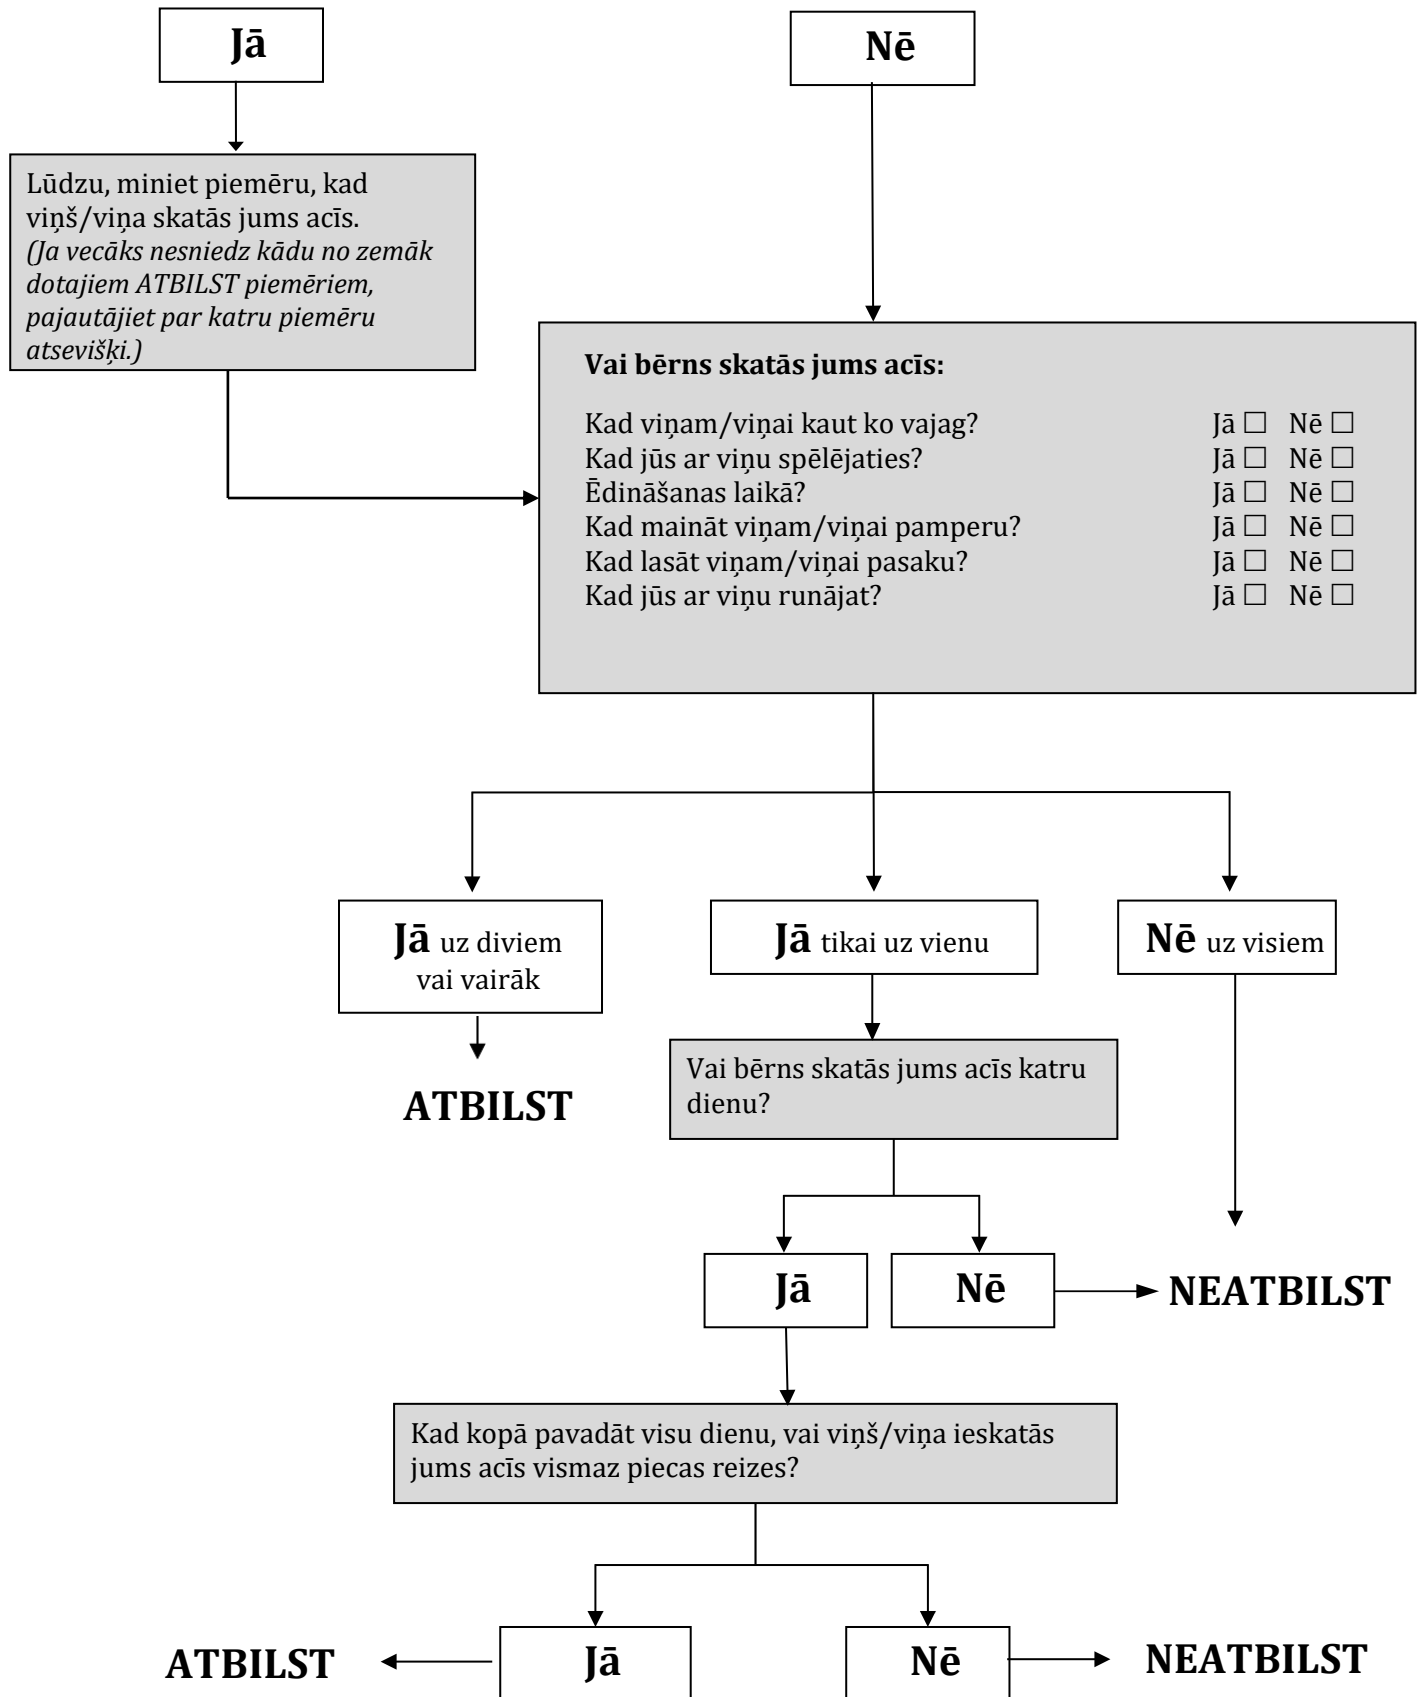 Jā
Nē
Lūdzu, miniet piemēru, kad
viņš/viņa skatās jums acīs.
(Ja vecāks nesniedz kādu no zemāk
dotajiem ATBILST piemēriem,
pajautājiet par katru piemēru
atsevišķi.)
Vai bērns skatās jums acīs:
Kad viņam/viņai kaut ko vajag? Jā ☐ Nē ☐
Kad jūs ar viņu spēlējaties? Jā ☐ Nē ☐
Ēdināšanas laikā? Jā ☐ Nē ☐
Kad maināt viņam/viņai pamperu? Jā ☐ Nē ☐
Kad lasāt viņam/viņai pasaku? Jā ☐ Nē ☐
Kad jūs ar viņu runājat? Jā ☐ Nē ☐
Jā uz diviem
vai vairāk
Jā tikai uz vienu
Nē uz visiem
ATBILST
Vai bērns skatās jums acīs katru
dienu?
Jā
Nē
NEATBILST
Kad kopā pavadāt visu dienu, vai viņš/viņa ieskatās
jums acīs vismaz piecas reizes?
ATBILST
Jā
Nē
NEATBILST